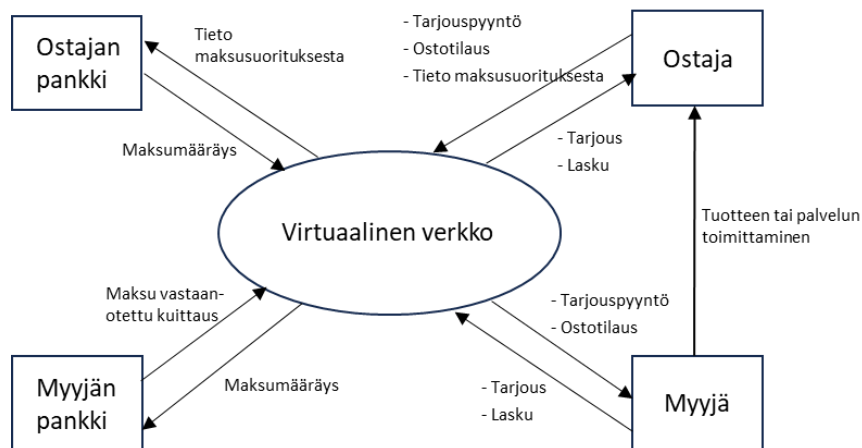 Ostajan
pankki
Tieto
maksusuorituksesta
- Tarjouspyyntö
- Ostotilaus
- Tieto maksusuorituksesta
Ostaja
Maksumääräys
- Tarjous
- Lasku
Virtuaalinen verkko
Tuotteen tai palvelun
toimittaminen
Maksu vastaan-
otettu kuittaus
- Tarjouspyyntö
- Ostotilaus
Myyjän
pankki
Maksumääräys
- Tarjous
- Lasku
Myyjä